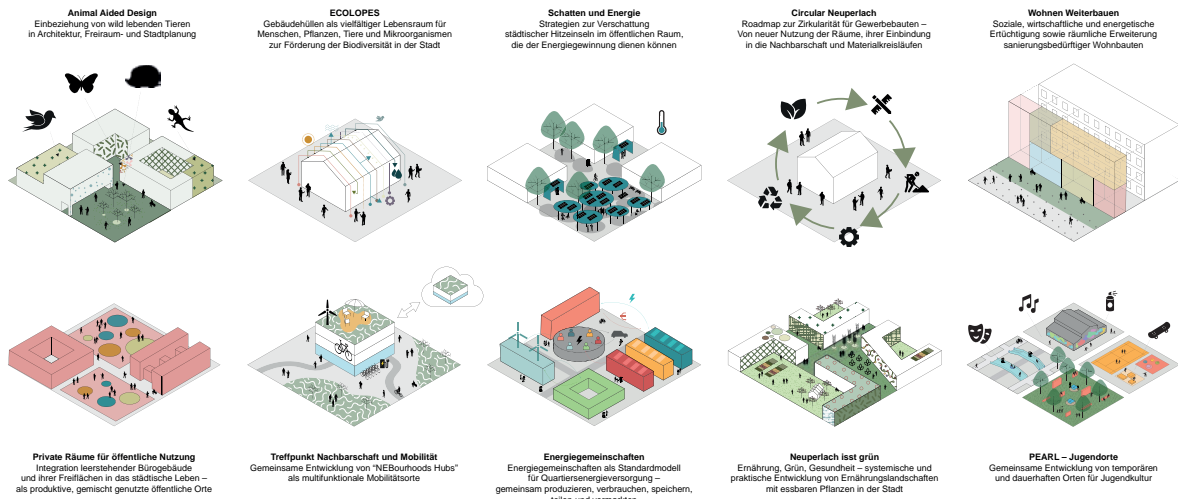 Animal Aided Design
Einbeziehung von wild lebenden Tieren
in Architektur, Freiraum- und Stadtplanung
ECOLOPES
Gebäudehüllen als vielfältiger Lebensraum für
Menschen, Pflanzen, Tiere und Mikroorganismen
zur Förderung der Biodiversität in der Stadt
Schatten und Energie
Strategien zur Verschattung
städtischer Hitzeinseln im öffentlichen Raum,
die der Energiegewinnung dienen können
Circular Neuperlach
Roadmap zur Zirkularität für Gewerbebauten –
Von neuer Nutzung der Räume, ihrer Einbindung
in die Nachbarschaft und Materialkreisläufen
Wohnen Weiterbauen
Soziale, wirtschaftliche und energetische
Ertüchtigung sowie räumliche Erweiterung
sanierungsbedürftiger Wohnbauten
Private Räume für öffentliche Nutzung
Integration leerstehender Bürogebäude
und ihrer Freiflächen in das städtische Leben –
als produktive, gemischt genutzte öffentliche Orte
Treffpunkt Nachbarschaft und Mobilität
Gemeinsame Entwicklung von "NEBourhoods Hubs"
als multifunktionale Mobilitätsorte
Energiegemeinschaften
Energiegemeinschaften als Standardmodell
für Quartiersenergieversorgung –
gemeinsam produzieren, verbrauchen, speichern,
teilen und vermarkten
Neuperlach isst grün
Ernährung, Grün, Gesundheit – systemische und
praktische Entwicklung von Ernährungslandschaften
mit essbaren Pflanzen in der Stadt
PEARL – Jugendorte
Gemeinsame Entwicklung von temporären
und dauerhaften Orten für Jugendkultur